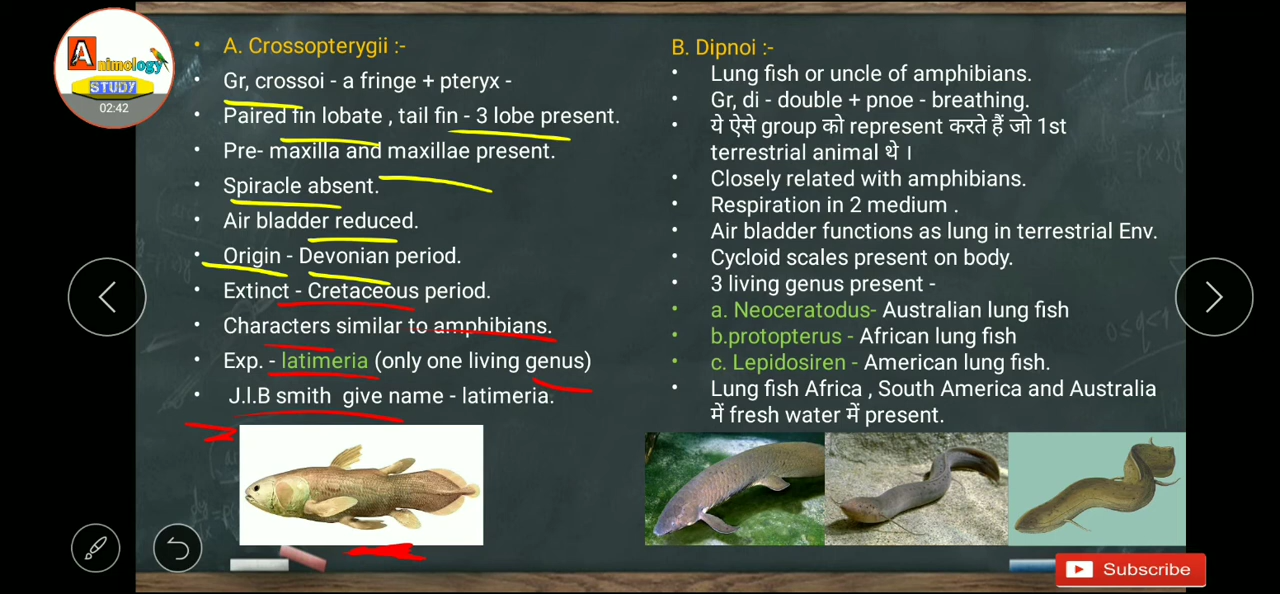 Animology
STUDY
02:42
A. Crossopterygii :-
Gr, crossoi - a fringe + pteryx -
Paired fin lobate , tail fin - 3 lobe present.
Pre- maxilla and maxillae present.
Spiracle absent.
Air bladder reduced.
Origin - Devonian period.
Extinct - Cretaceous period.
Characters similar to amphibians.
Exp. - latimeria (only one living genus)
J.l.B smith give name - latimeria.
B. Dipnoi :-
Lung fish or uncle of amphibians.
Gr, di - double + pnoe - breathing.
ये ऐसे group को represent करते हैं जो 1st
terrestrial animal थे ।
Closely related with amphibians.
Respiration in 2 medium .
Air bladder functions as lung in terrestrial Env.
Cycloid scales present on body.
3 living genus present -
a. Neoceratodus- Australian lung fish
b.protopterus - African lung fish
c. Lepidosiren - American lung fish.
Lung fish Africa , South America and Australia
में fresh water में present.
Subscribe